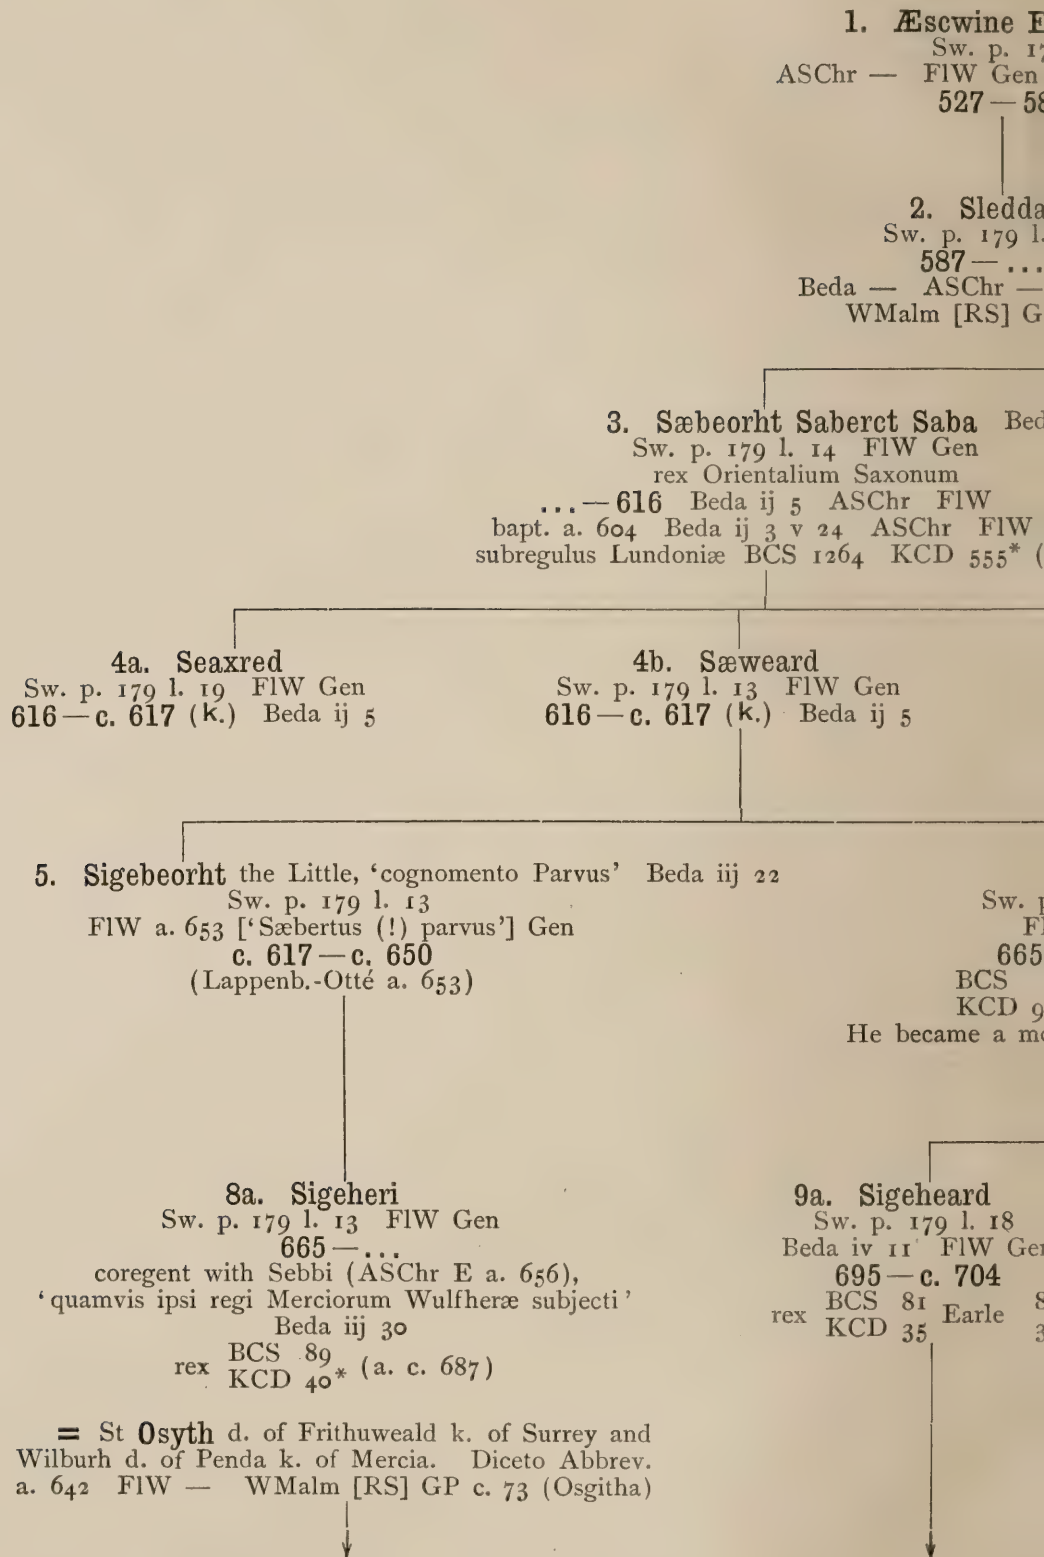 1. Æscwine
Sw. p.
ASChr — FlW Gen
527 —
2. Sledda
Sw. p. 179 l.
587 — ...
Beda — ASChr —
WMalm [RS]
3. Sæbeorht Saberct Saba
Sw. p. 179 l. 14 FlW Gen
rex Orientalium Saxonum
... — 616 Beda ij 5 ASChr FlW
bapt. a. 604 Beda ij 3 v 24 ASChr FlW
subregulus Lundoniæ BCS 1264 KCD 555* (
4a. Seaxred
Sw. p. 179 l. 19 FlW Gen
616 — c. 617 (k.) Beda ij 5
4b. Sæweard
Sw. p. 179 l. 13 FlW Gen
616 — c. 617 (k.) Beda ij 5
5. Sigebeorht the Little, ‘cognomento Parvus’ Beda iij 22
Sw. p. 179 l. 13
FlW a. 653 [‘Sæbertus (!) parvus’] Gen
c. 617 — c. 650
(Lappenb.-Otté a. 653)
Sw.
665
BCS
KCD
He became a
8a. Sigeheri
Sw. p. 179 l. 13 FlW Gen
665 — ...
coregent with Sebbi (ASChr E a. 656),
‘quamvis ipsi regi Merciorum Wulfheræ subjecti’
Beda iij 30
rex BCS 89
KCD 40* (a. c. 687)
= St Osyth d. of Frithuweald k. of Surrey and
Wilburh d. of Penda k. of Mercia. Diceto Abbrev.
a. 642 FlW — WMalm [RS] GP c. 73 (Osgitha)
9a. Sigeheard
Sw. p. 179 l. 18
Beda iv 11 FlW
695 — c. 704
rex BCS 81 Earle
KCD 35